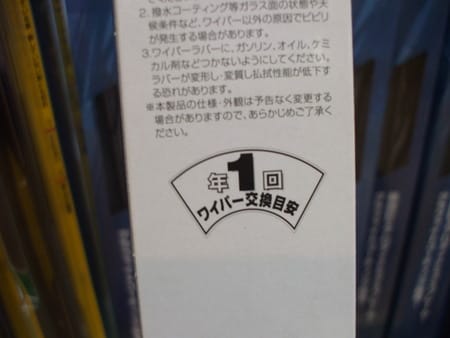 2.撥水コーティング等ガラス面の状態や天
候条件など、ワイパー以外の原因でビビリ
が発生する場合があります。
3.ワイパーラバーに、ガソリン、オイル、ケミ
カル剤などつかないようにしてください。
ラバーが変形し・変質し払拭性能が低下す
る恐れがあります。
※本製品の仕様・外観は予告なく変更する
場合がありますので、あらかじめご了承く
ださい。
年1回
ワイパー交換目安